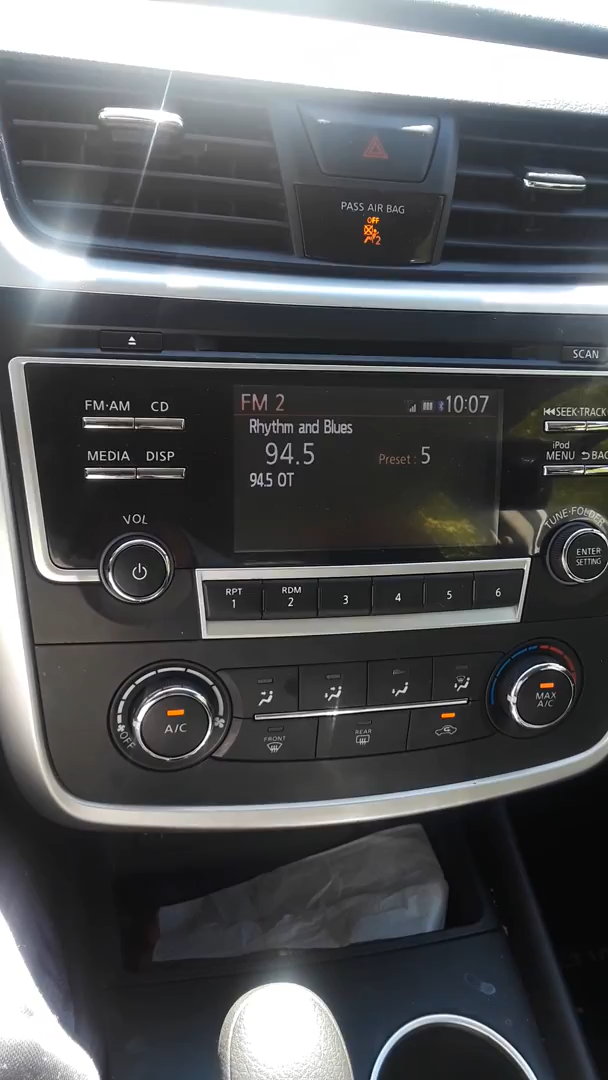 PASS AIR BAG
OFF
2
SCAN
FM·AM CD
MEDIA DISP
VOL
FM 2 10:07
Rhythm and Blues
94.5 Preset : 5
94.5 OT
SEEK·TRACK
iPod
MENU BAC
TUNE·FOLDER
ENTER
SETTING
RPT RDM
1 2 3 4 5 6
A/C
OFF
MAX
A/C
FRONT REAR